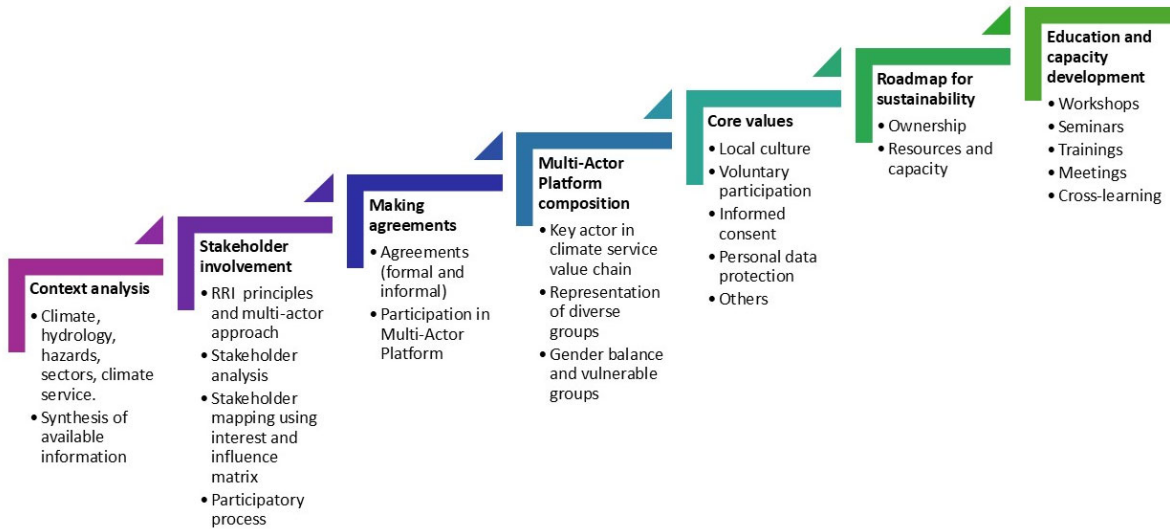 Context analysis
• Climate,
hydrology,
hazards,
sectors, climate
service.
• Synthesis of
available
information
Stakeholder
involvement
• RRI principles
and multi-actor
approach
• Stakeholder
analysis
• Stakeholder
mapping using
interest and
influence
matrix
• Participatory
process
Making
agreements
• Agreements
(formal and
informal)
• Participation in
Multi-Actor
Platform
Multi-Actor
Platform
composition
• Key actor in
climate service
value chain
• Representation
of diverse
groups
• Gender balance
and vulnerable
groups
Core values
• Local culture
• Voluntary
participation
• Informed
consent
• Personal data
protection
• Others
Roadmap for
sustainability
• Ownership
• Resources and
capacity
Education and
capacity
development
• Workshops
• Seminars
• Trainings
• Meetings
• Cross-learning